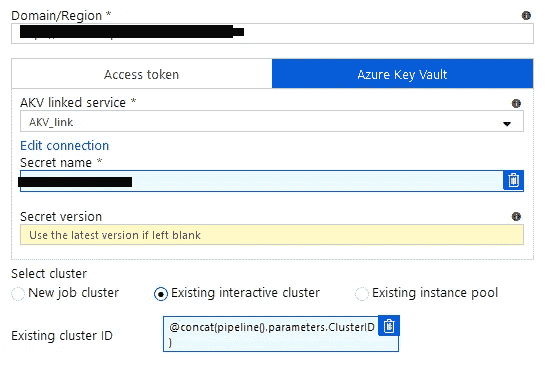 Domain/Region *
Access token
Azure Key Vault
AKV linked service *
AKV_link
Edit connection
Secret name *
Secret version
Use the latest version if left blank
Select cluster
New job cluster
Existing interactive cluster
Existing instance pool
Existing cluster ID
@concat(pipeline().parameters.ClusterID
)